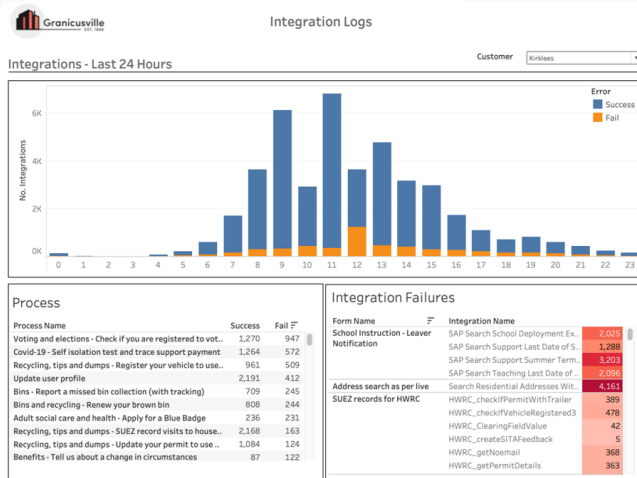 Granicusville
EST. 1889
Integration Logs
Customer
Kirklees
Integrations - Last 24 Hours
Error
Success
Fail
No. Integrations
6K
4K
2K
0K
0 1 2 3 4 5 6 7 8 9 10 11 12 13 14 15 16 17 18 19 20 21 22 23
Process
Process Name Success Fail
Voting and elections - Check if you are registered to vot.. 1,270 947
Covid-19 - Self isolation test and trace support payment 1,264 572
Recycling, tips and dumps - Register your vehicle to use.. 961 509
Update user profile 2,191 412
Bins - Report a missed bin collection (with tracking) 709 245
Bins and recycling - Renew your brown bin 808 244
Adult social care and health - Apply for a Blue Badge 236 231
Recycling, tips and dumps - SUEZ record visits to house.. 2,168 163
Recycling, tips and dumps - Update your permit to use .. 1,084 124
Benefits - Tell us about a change in circumstances 87 122
Integration Failures
Form Name Integration Name
School Instruction - Leaver Notification
SAP Search School Deployment Ex.. 2,025
SAP Search Support Last Date of S.. 1,288
SAP Search Support Summer Term.. 3,203
SAP Search Teaching Last Date of .. 2,096
Address search as per live Search Residential Addresses Wit.. 4,161
SUEZ records for HWRC HWRC_checkIfPermitWithTrailer 389
HWRC_checkIfVehicleRegistered3 478
HWRC_ClearingFieldValue 42
HWRC_createSITAFeedback 5
HWRC_getNoemail 368
HWRC_getPermitDetails 363